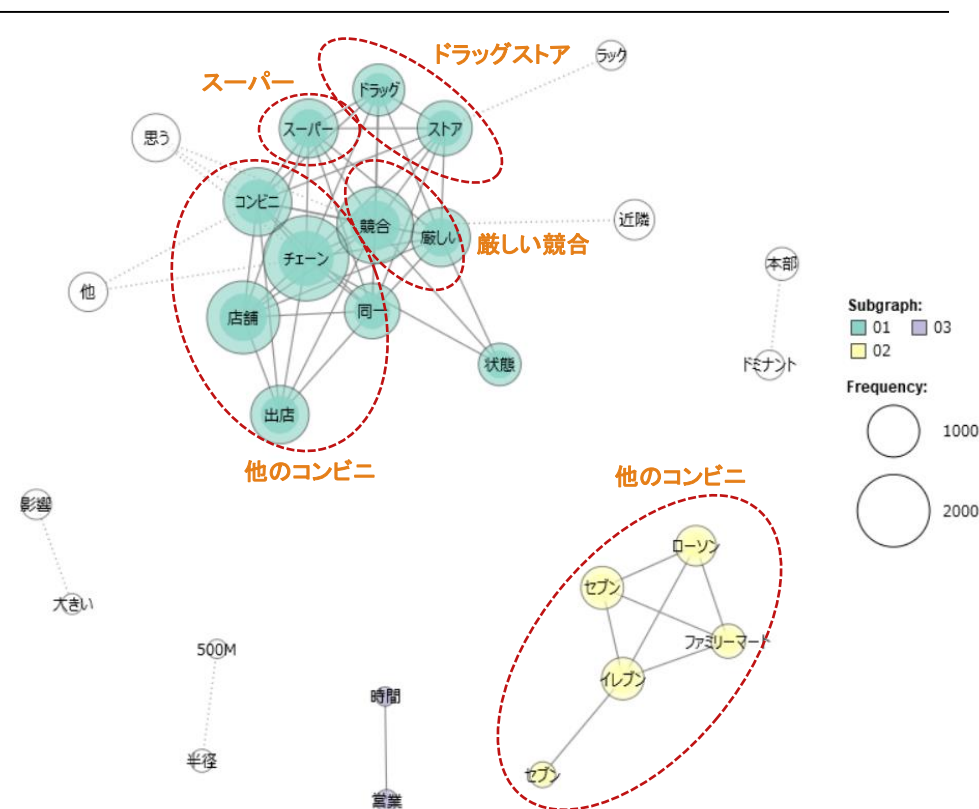 ドラッグストア
ラック
スーパー
ドラッグ
スーパー
ストア
思う
コンビニ
競合
近隣
厳しい
厳しい競合
チェーン
本部
他
店舗
同一
Subgraph:
01
03
02
状態
ドミナント
Frequency:
出店
1000
他のコンビニ
他のコンビニ
影響
2000
ローソン
セブン
大きい
ファミリーマート
500M
イレブン
時間
半径
セブン
営業